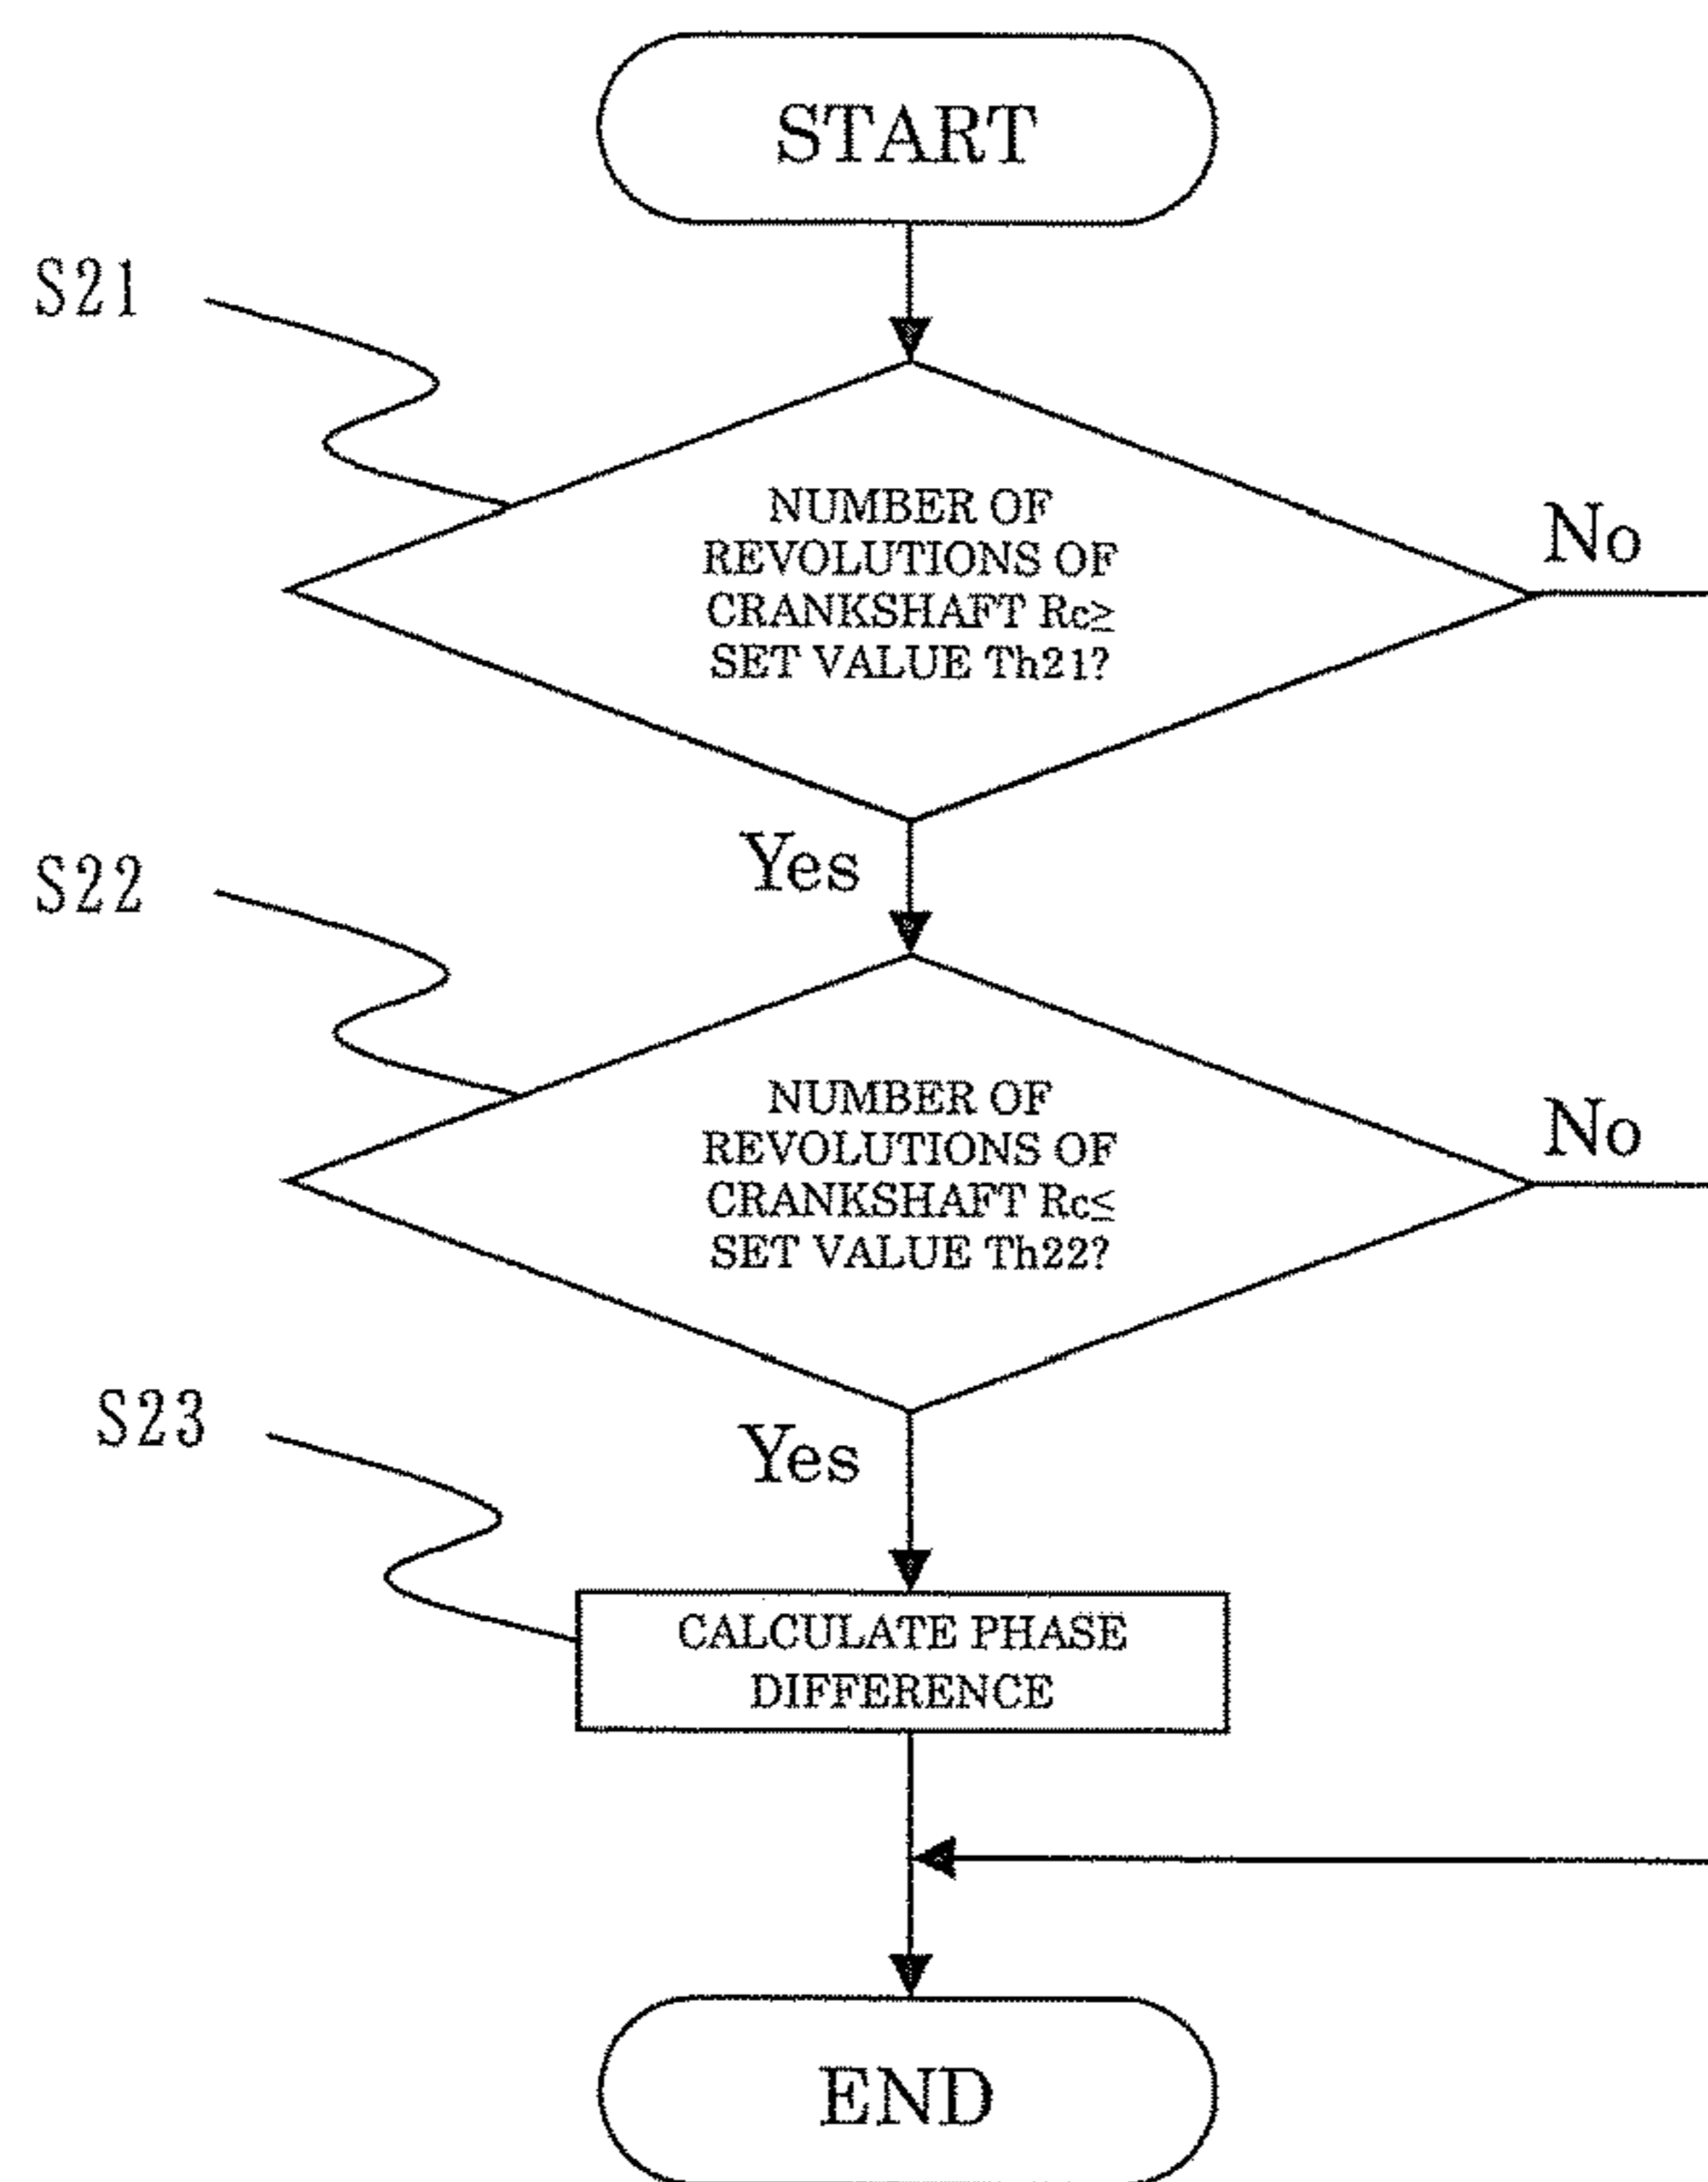 START
S21
NUMBER OF
REVOLUTIONS OF
CRANKSHAFT Rc≥
SET VALUE Th21?
No
Yes
S22
NUMBER OF
REVOLUTIONS OF
CRANKSHAFT Rc≤
SET VALUE Th22?
No
Yes
S23
CALCULATE PHASE
DIFFERENCE
END